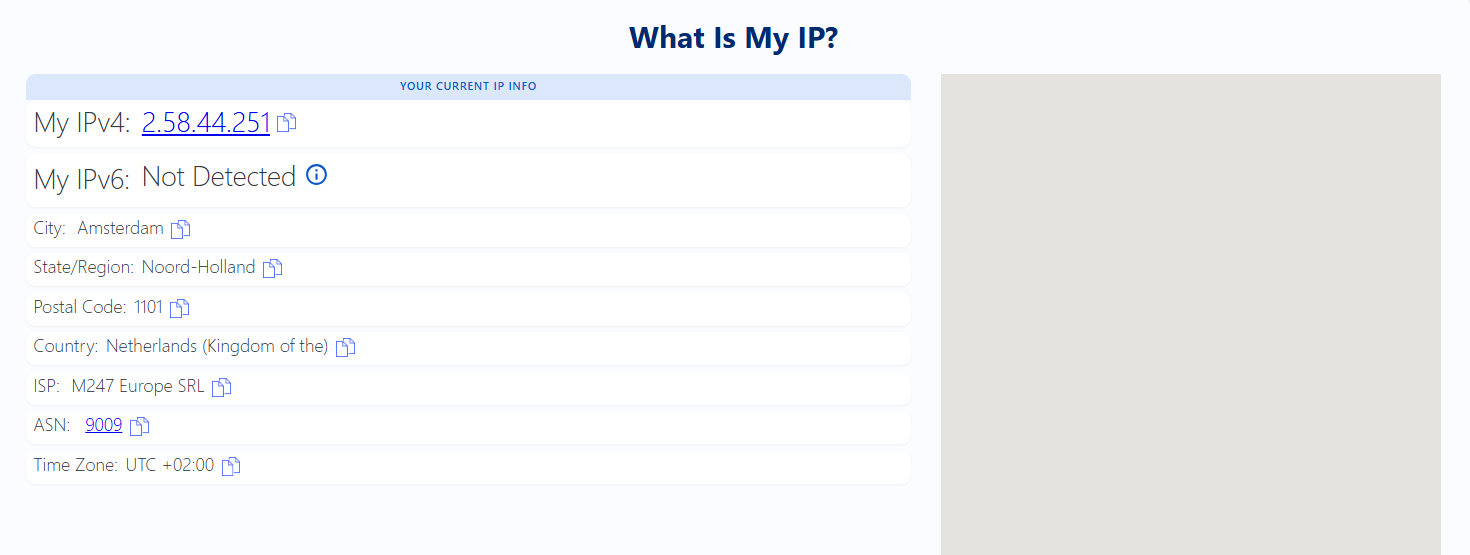 What Is My IP?
YOUR CURRENT IP INFO
My IPv4: 2.58.44.251
My IPv6: Not Detected
City: Amsterdam
State/Region: Noord-Holland
Postal Code: 1101
Country: Netherlands (Kingdom of the)
ISP: M247 Europe SRL
ASN: 9009
Time Zone: UTC +02:00